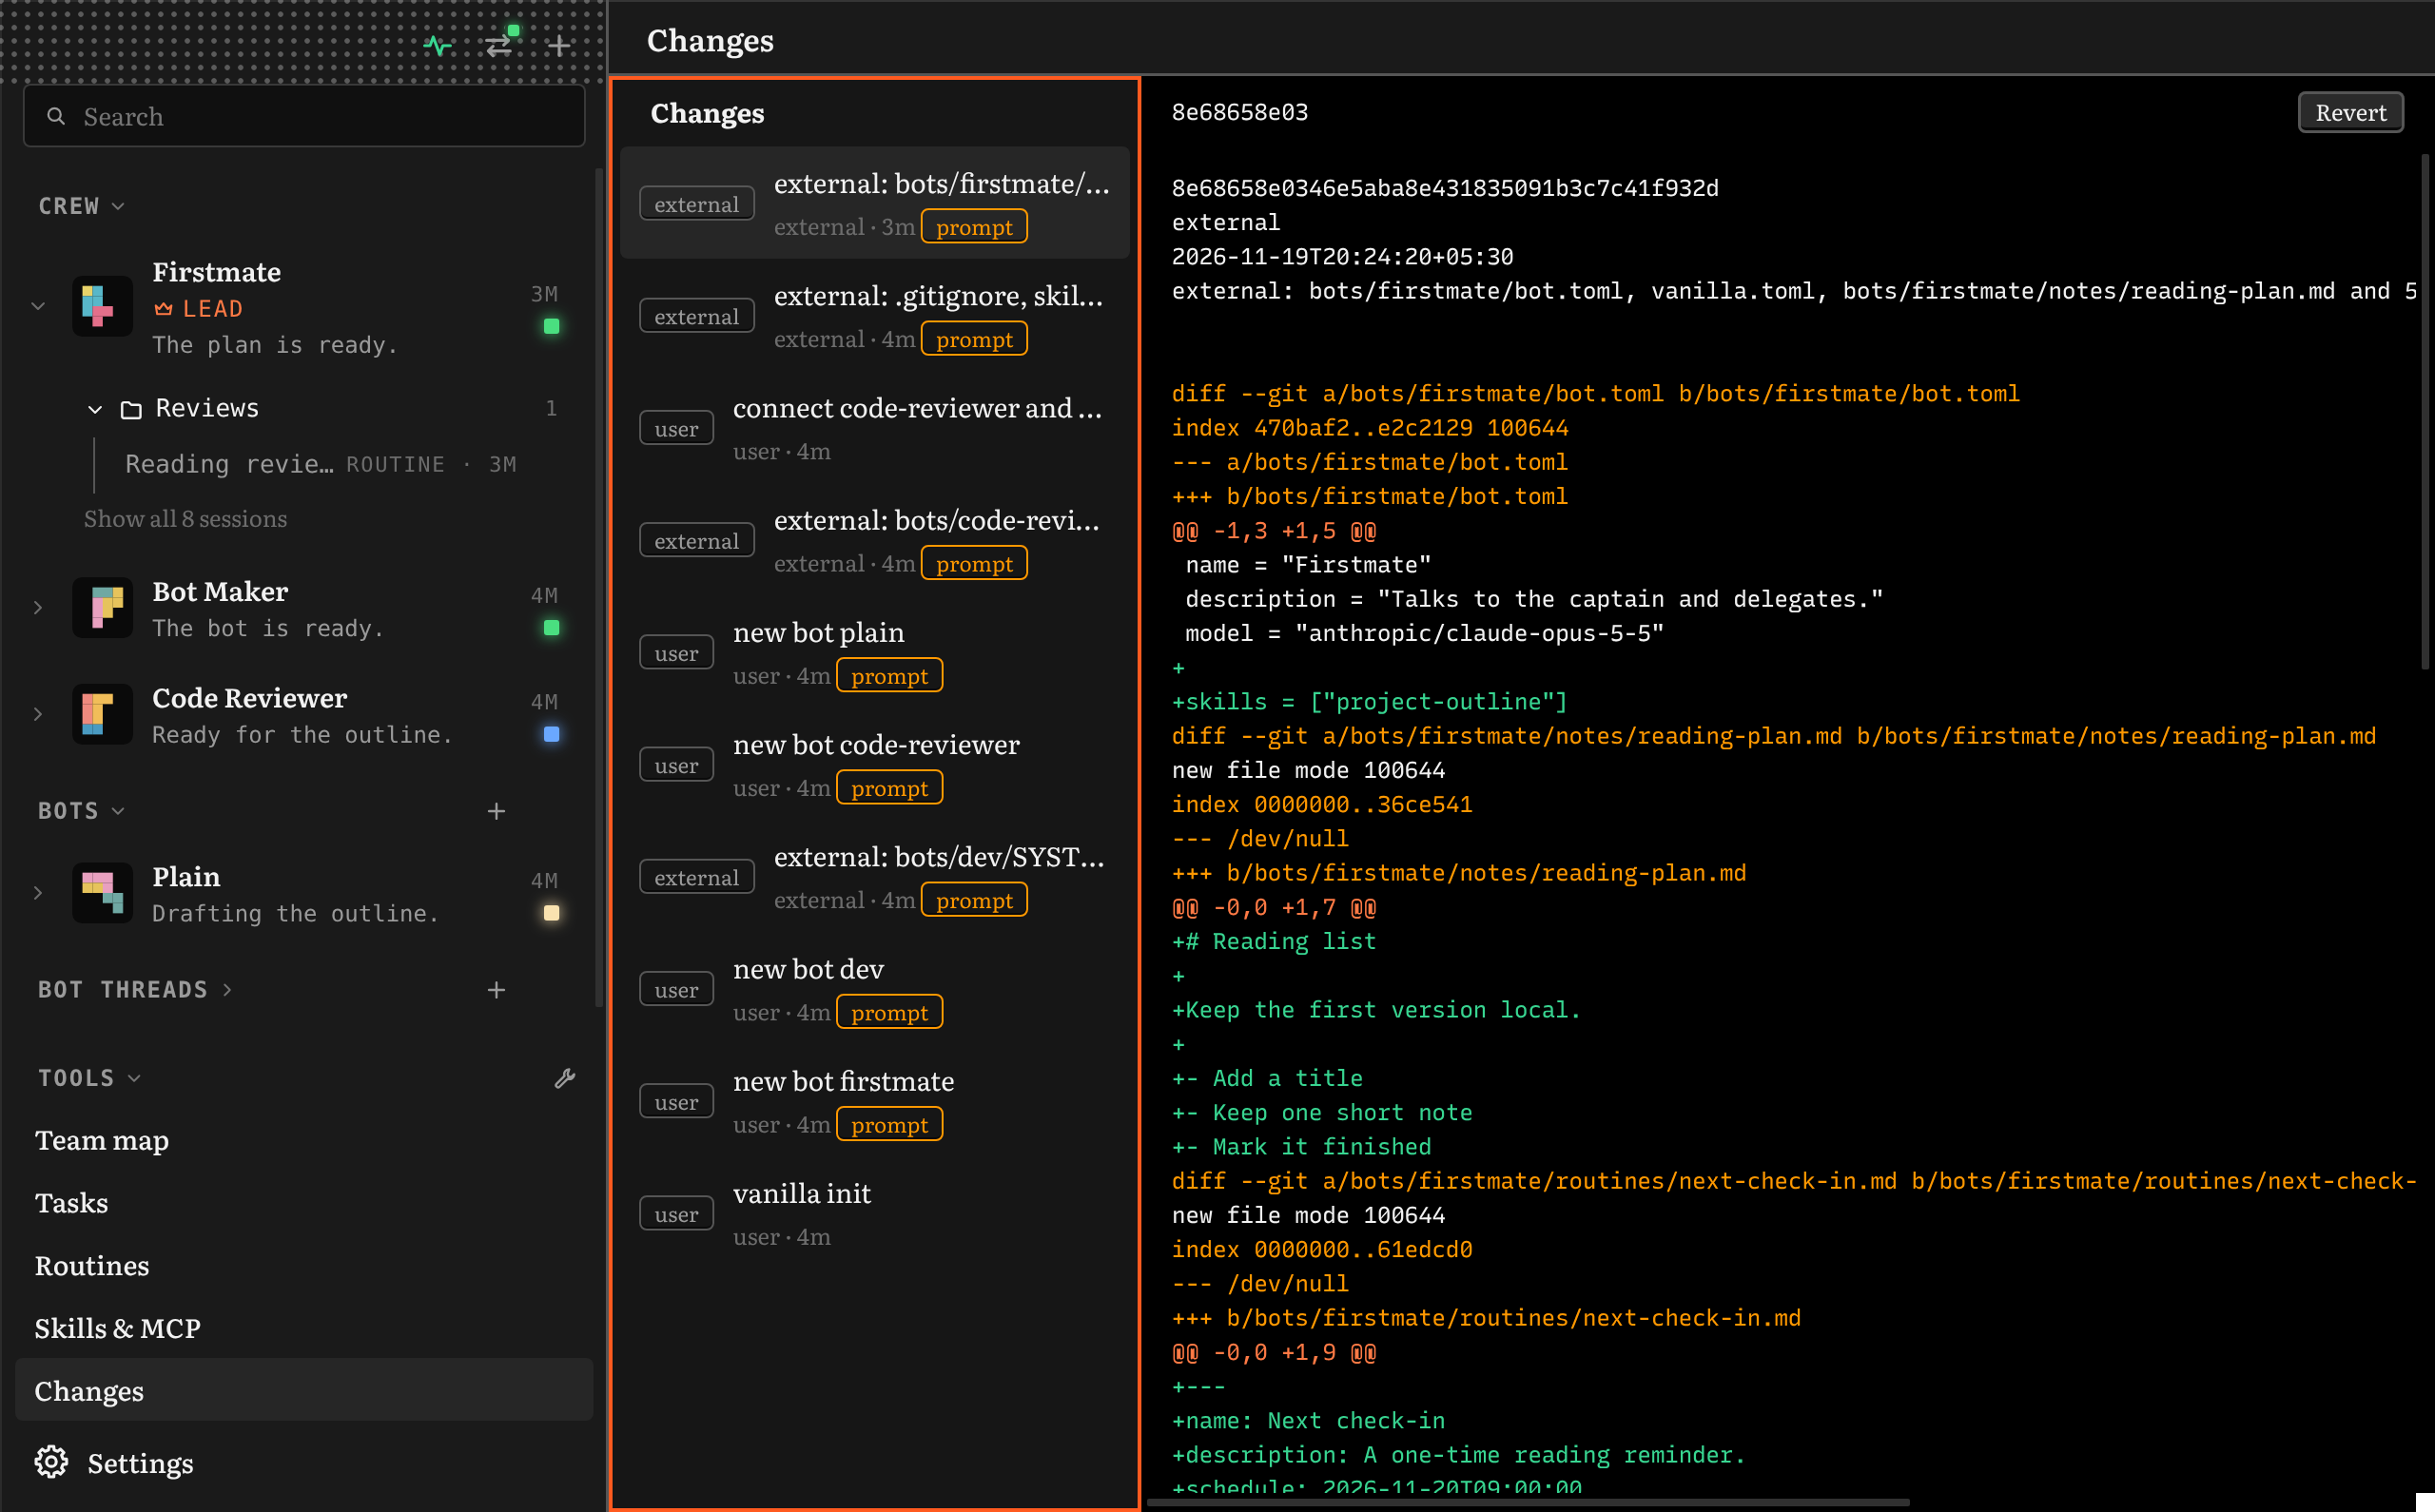 Search
CREW
Firstmate
3M
LEAD
The plan is ready.
Reviews
1
Reading revie… ROUTINE · 3M
Show all 8 sessions
Bot Maker
4M
The bot is ready.
Code Reviewer
4M
Ready for the outline.
BOTS
Plain
4M
Drafting the outline.
BOT THREADS
TOOLS
Team map
Tasks
Routines
Skills & MCP
Changes
Settings
Changes
Changes
external
external: bots/firstmate/...
external · 3m prompt
external
external: .gitignore, skil...
external · 4m prompt
user
connect code-reviewer and ...
user · 4m
external
external: bots/code-revi...
external · 4m prompt
user
new bot plain
user · 4m prompt
user
new bot code-reviewer
user · 4m prompt
external
external: bots/dev/SYST...
external · 4m prompt
user
new bot dev
user · 4m prompt
user
new bot firstmate
user · 4m prompt
user
vanilla init
user · 4m
8e68658e03
Revert
8e68658e0346e5aba8e431835091b3c7c41f932d
external
2026-11-19T20:24:20+05:30
external: bots/firstmate/bot.toml, vanilla.toml, bots/firstmate/notes/reading-plan.md and 5
diff --git a/bots/firstmate/bot.toml b/bots/firstmate/bot.toml
index 470baf2..e2c2129 100644
--- a/bots/firstmate/bot.toml
+++ b/bots/firstmate/bot.toml
@@ -1,3 +1,5 @@
 name = "Firstmate"
 description = "Talks to the captain and delegates."
 model = "anthropic/claude-opus-5-5"
+
+skills = ["project-outline"]
diff --git a/bots/firstmate/notes/reading-plan.md b/bots/firstmate/notes/reading-plan.md
new file mode 100644
index 0000000..36ce541
--- /dev/null
+++ b/bots/firstmate/notes/reading-plan.md
@@ -0,0 +1,7 @@
+# Reading list
+
+Keep the first version local.
+
+- Add a title
+- Keep one short note
+- Mark it finished
diff --git a/bots/firstmate/routines/next-check-in.md b/bots/firstmate/routines/next-check-
new file mode 100644
index 0000000..61edcd0
--- /dev/null
+++ b/bots/firstmate/routines/next-check-in.md
@@ -0,0 +1,9 @@
+---
+name: Next check-in
+description: A one-time reading reminder.
+schedule: 2026-11-20T09:00:00